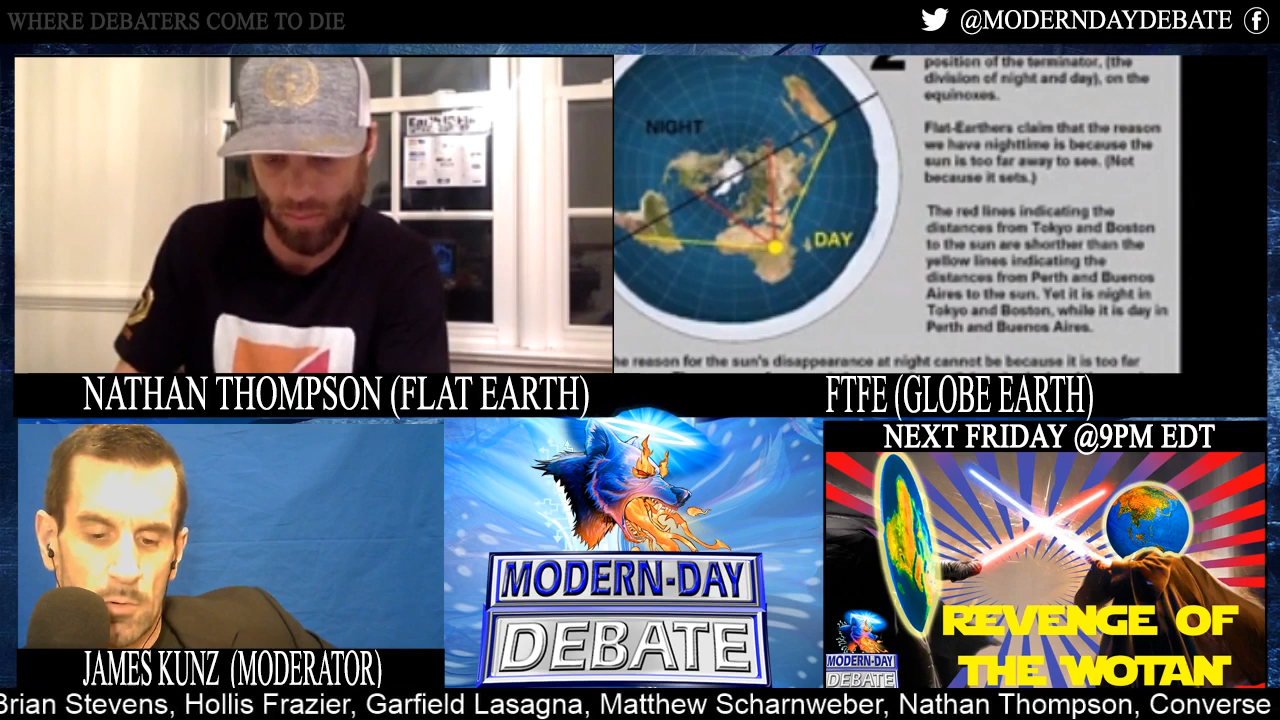 WHERE DEBATERS COME TO DIE
@MODERNDAYDEBATE
position of the terminator, (the
division of night and day), on the
equinoxes.
Flat-Earthers claim that the reason
we have nighttime is because the
sun is too far away to see. (Not
because it sets.)
The red lines indicating the
distances from Tokyo and Boston
to the sun are shorther than the
yellow lines indicating the
distances from Perth and Buenos
Aires to the sun. Yet it is night in
Tokyo and Boston, while it is day in
Perth and Buenos Aires.
he reason for the sun's disappearance at night cannot be because it is too far
NIGHT
DAY
NATHAN THOMPSON (FLAT EARTH)
FTFE (GLOBE EARTH)
NEXT FRIDAY @9PM EDT
MODERN-DAY
DEBATE
REVENGE OF
THE WOTAN
MODERN-DAY
DEBATE
JAMES KUNZ (MODERATOR)
Brian Stevens, Hollis Frazier, Garfield Lasagna, Matthew Scharnweber, Nathan Thompson, Converse